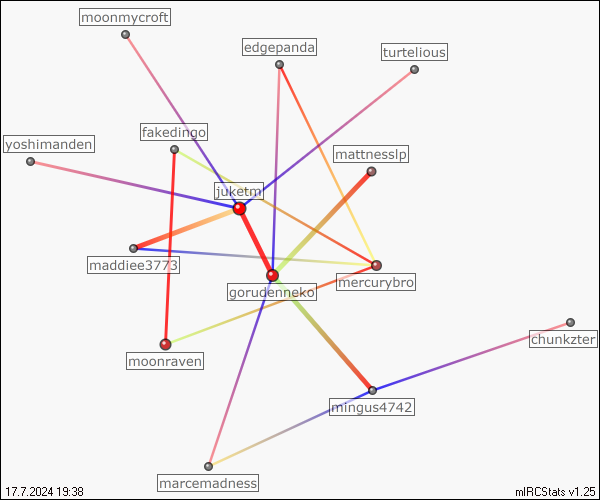 moonmycroft
edgepanda
turtelious
fakedingo
yoshimanden
mattnesslp
juketm
maddiee3773
mercurybro
gorudenneko
chunkzter
moonraven
mingus4742
marcemadness
17.7.2024 19:38
mIRCStats v1.25